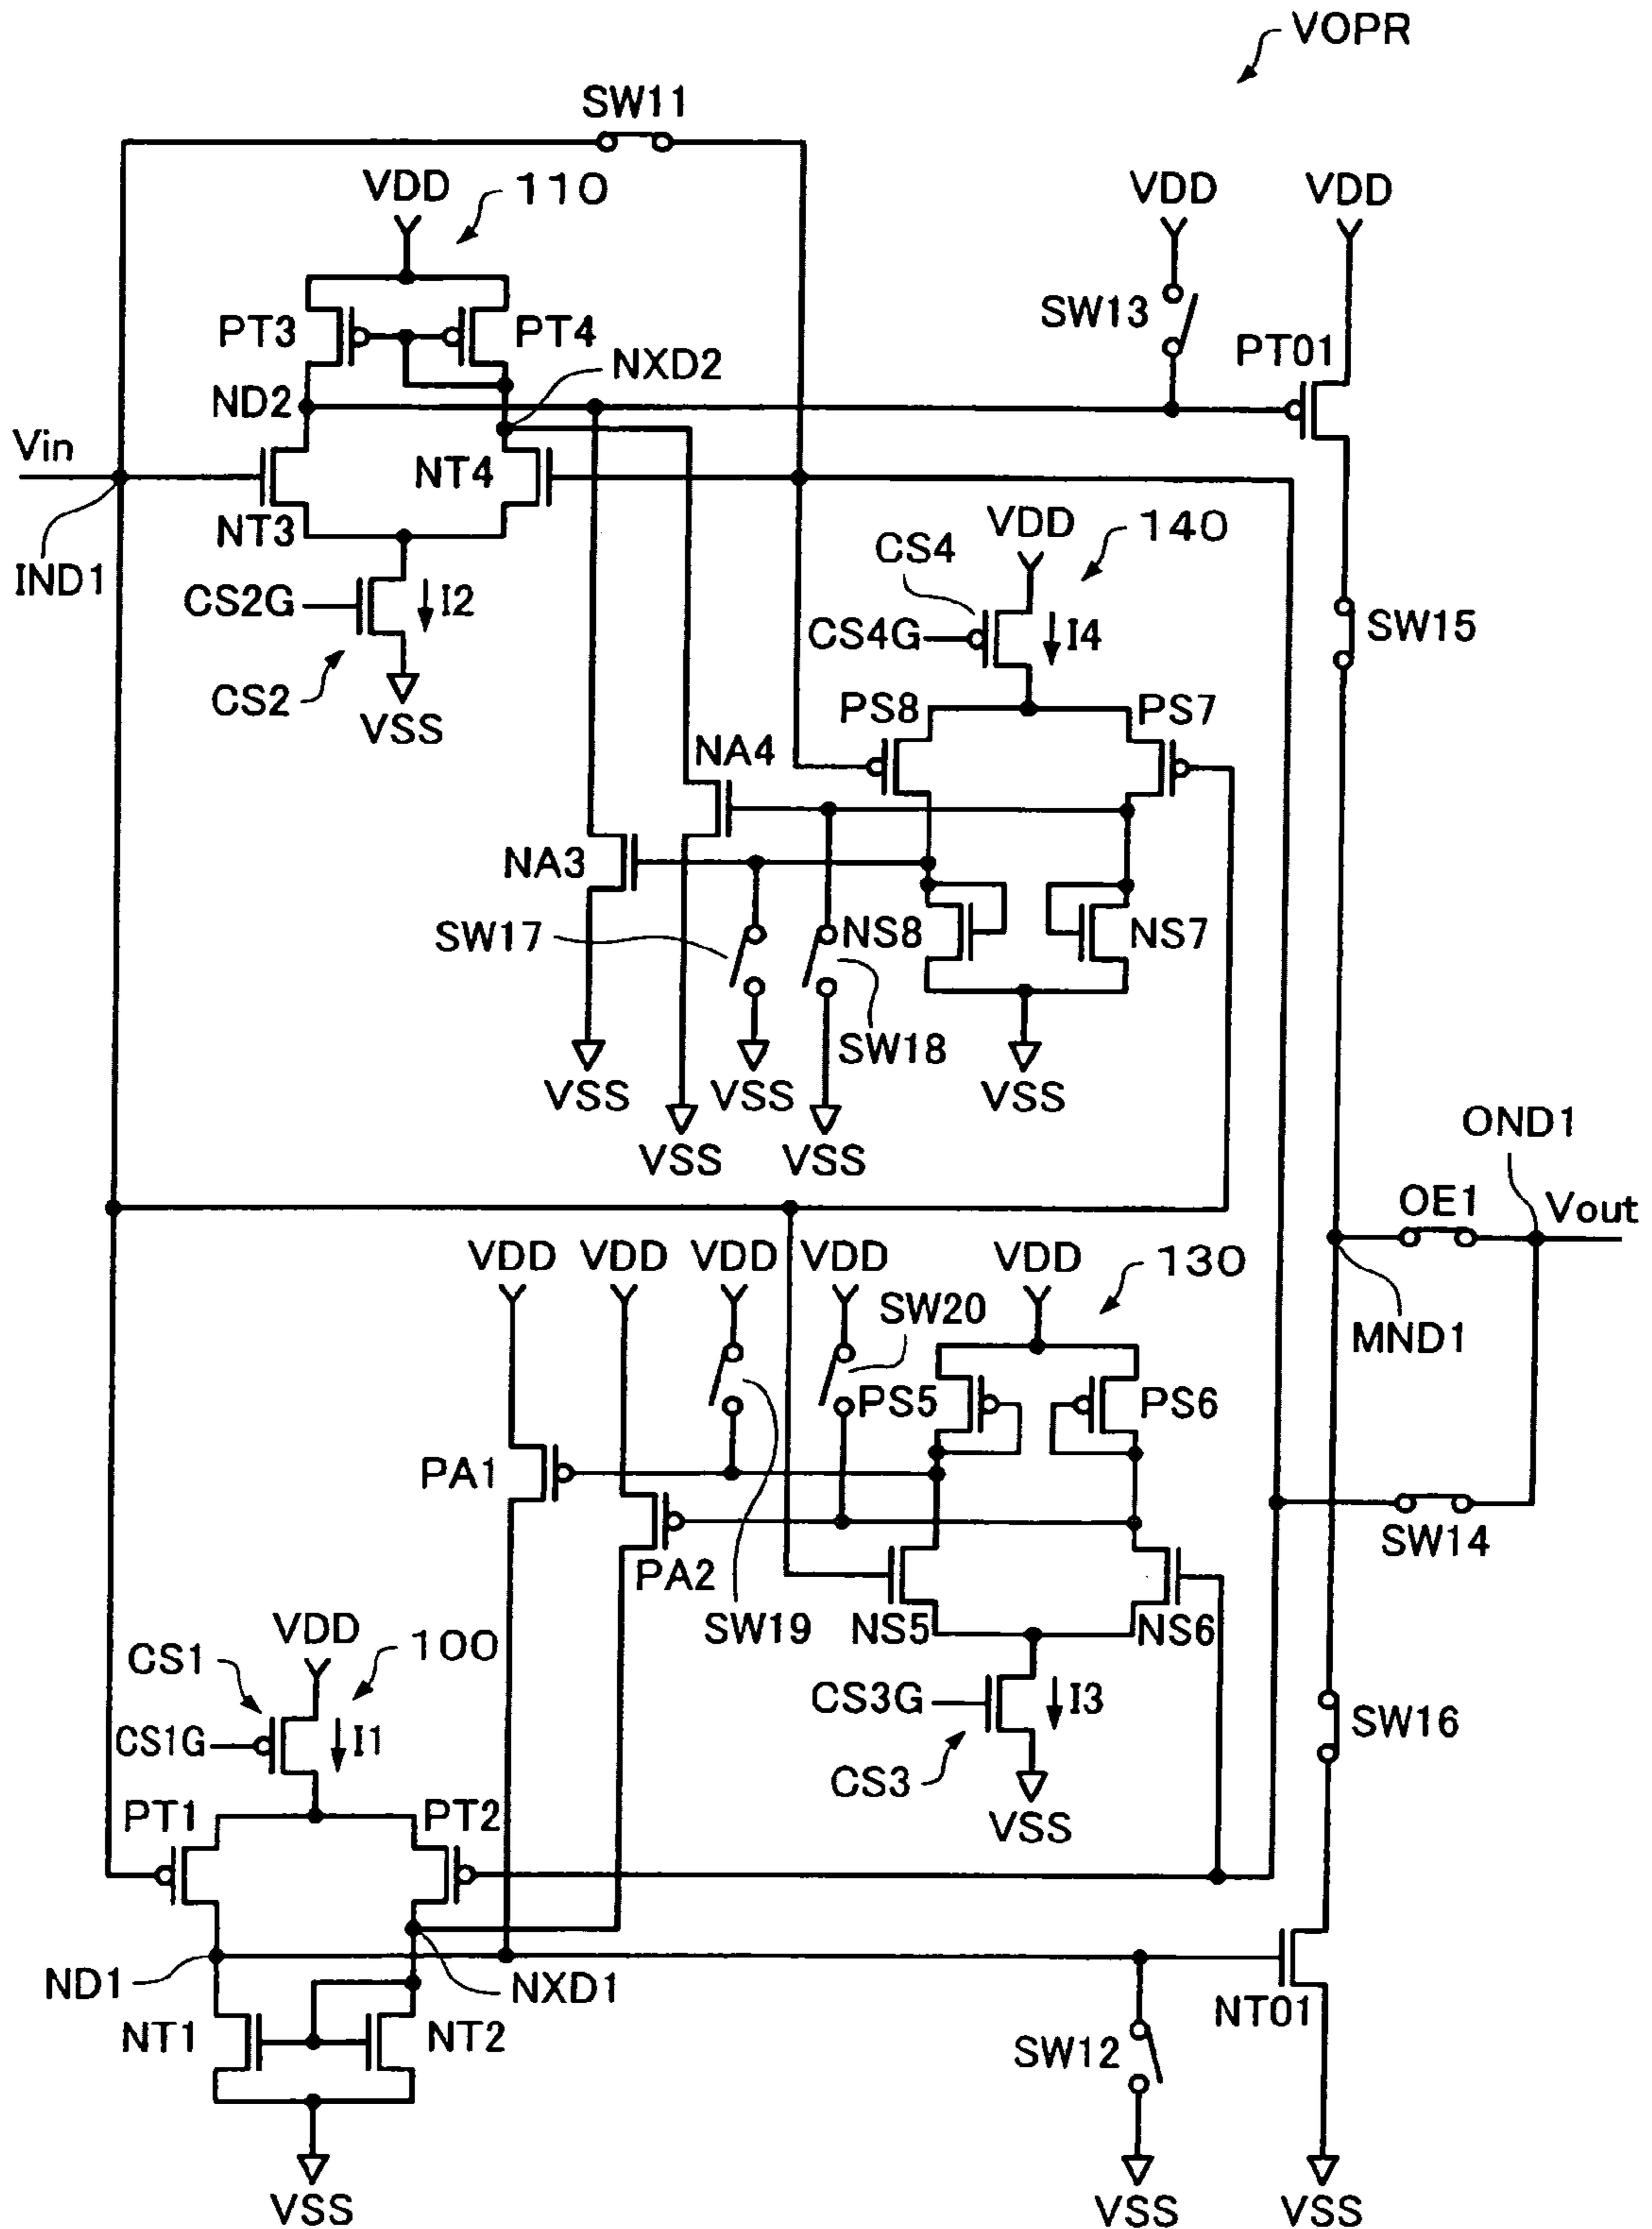 VOPR
SW11
VDD
110
VDD
VDD
SW13
PT3
PT4
PT01
NXD2
ND2
Vin
NT4
NT3
VDD
140
CS4
IND1
CS2G
I2
CS4G
I4
SW15
CS2
VSS
PS8
PS7
NA4
NA3
SW17
NS8
NS7
SW18
VSS
VSS
VSS
VSS
VSS
OND1
OE1
Vout
VDD
VDD
VDD
VDD
VDD
130
SW20
MND1
PS5
PS6
PA1
SW14
PA2
SW19
NS5
NS6
VDD
100
CS1
CS3G
I3
SW16
CS1G
I1
CS3
VSS
PT1
PT2
ND1
NXD1
NT01
NT1
NT2
SW12
VSS
VSS
VSS